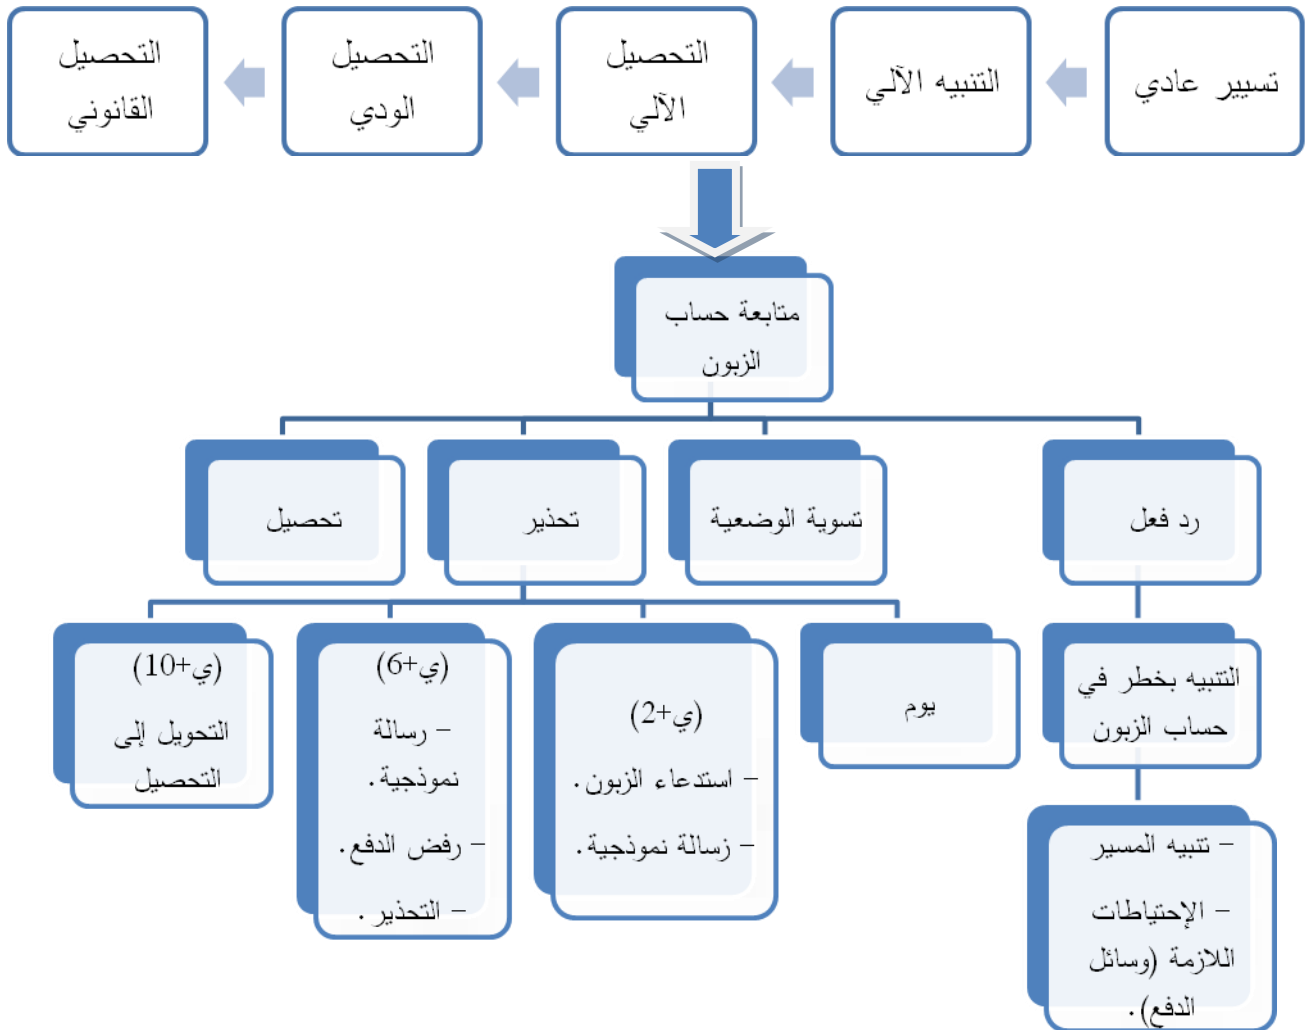 تسيير عادي
التنبيه الآلي
التحصيل
الآلي
التحصيل
الودي
التحصيل
القانوني
متابعة حساب
الزبون
رد فعل
تسوية الوضعية
تحذير
تحصيل
التنبيه بخطر في
حساب الزبون
يوم
(ي+2)
- استدعاء الزبون.
- زسالة نموذجية.
(ي+6)
- رسالة
نموذجية.
- رفض الدفع.
- التحذير.
(ي+10)
التحويل إلى
التحصيل
- تنبيه المسير
- الإحتياطات
اللازمة (وسائل
الدفع).